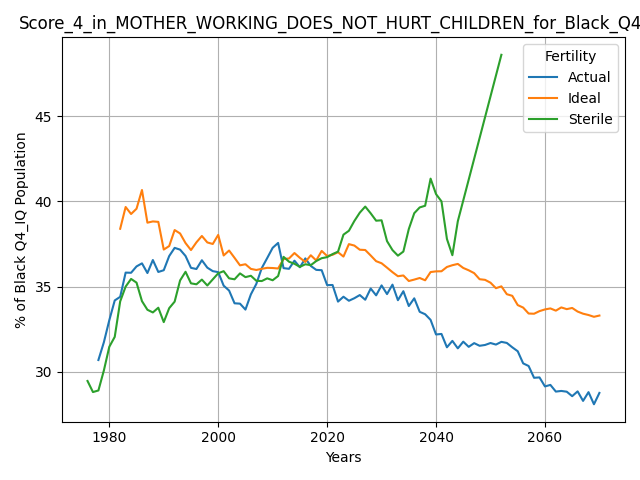 Score_4_in_MOTHER_WORKING_DOES_NOT_HURT_CHILDREN_for_Black_Q4
Fertility
Actual
Ideal
Sterile
% of Black Q4_IQ Population
45
40
35
30
1980
2000
2020
2040
2060
Years